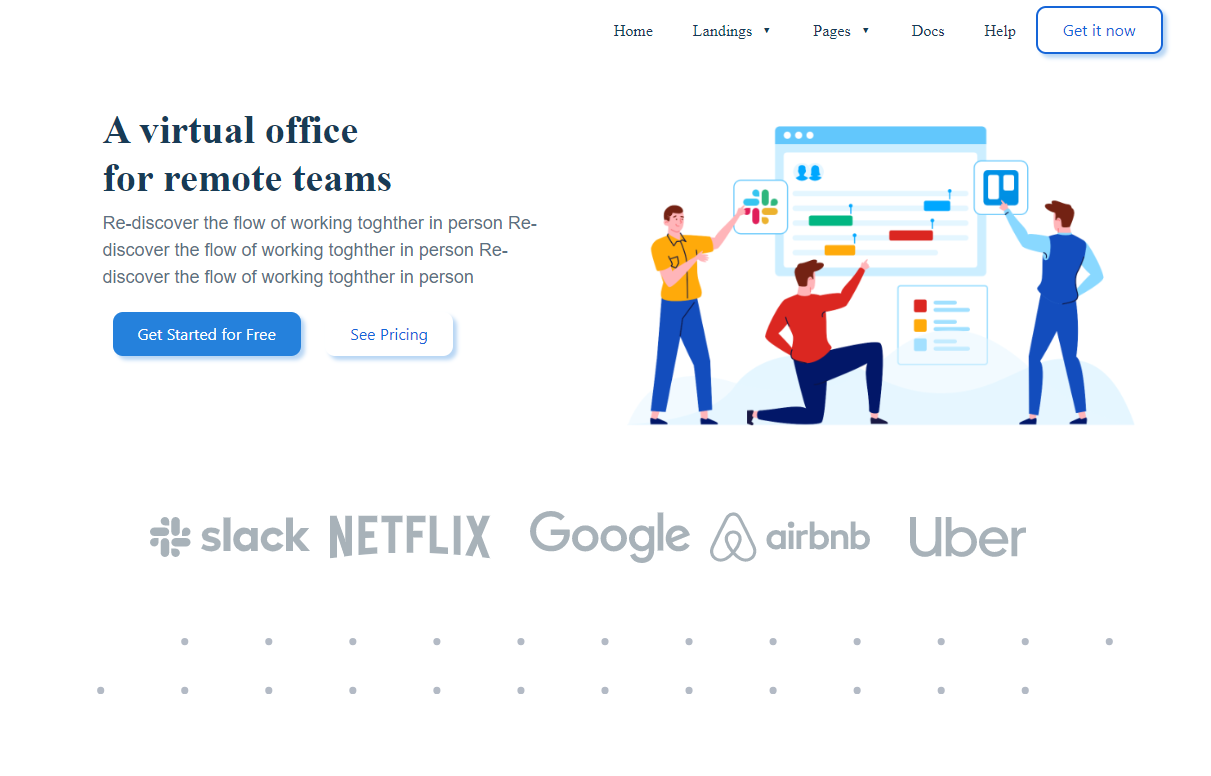 Home Landings ▼ Pages ▼ Docs Help Get it now
A virtual office
for remote teams
Re-discover the flow of working toghther in person Re-
discover the flow of working toghther in person Re-
discover the flow of working toghther in person
Get Started for Free See Pricing
slack NETFLIX Google airbnb Uber